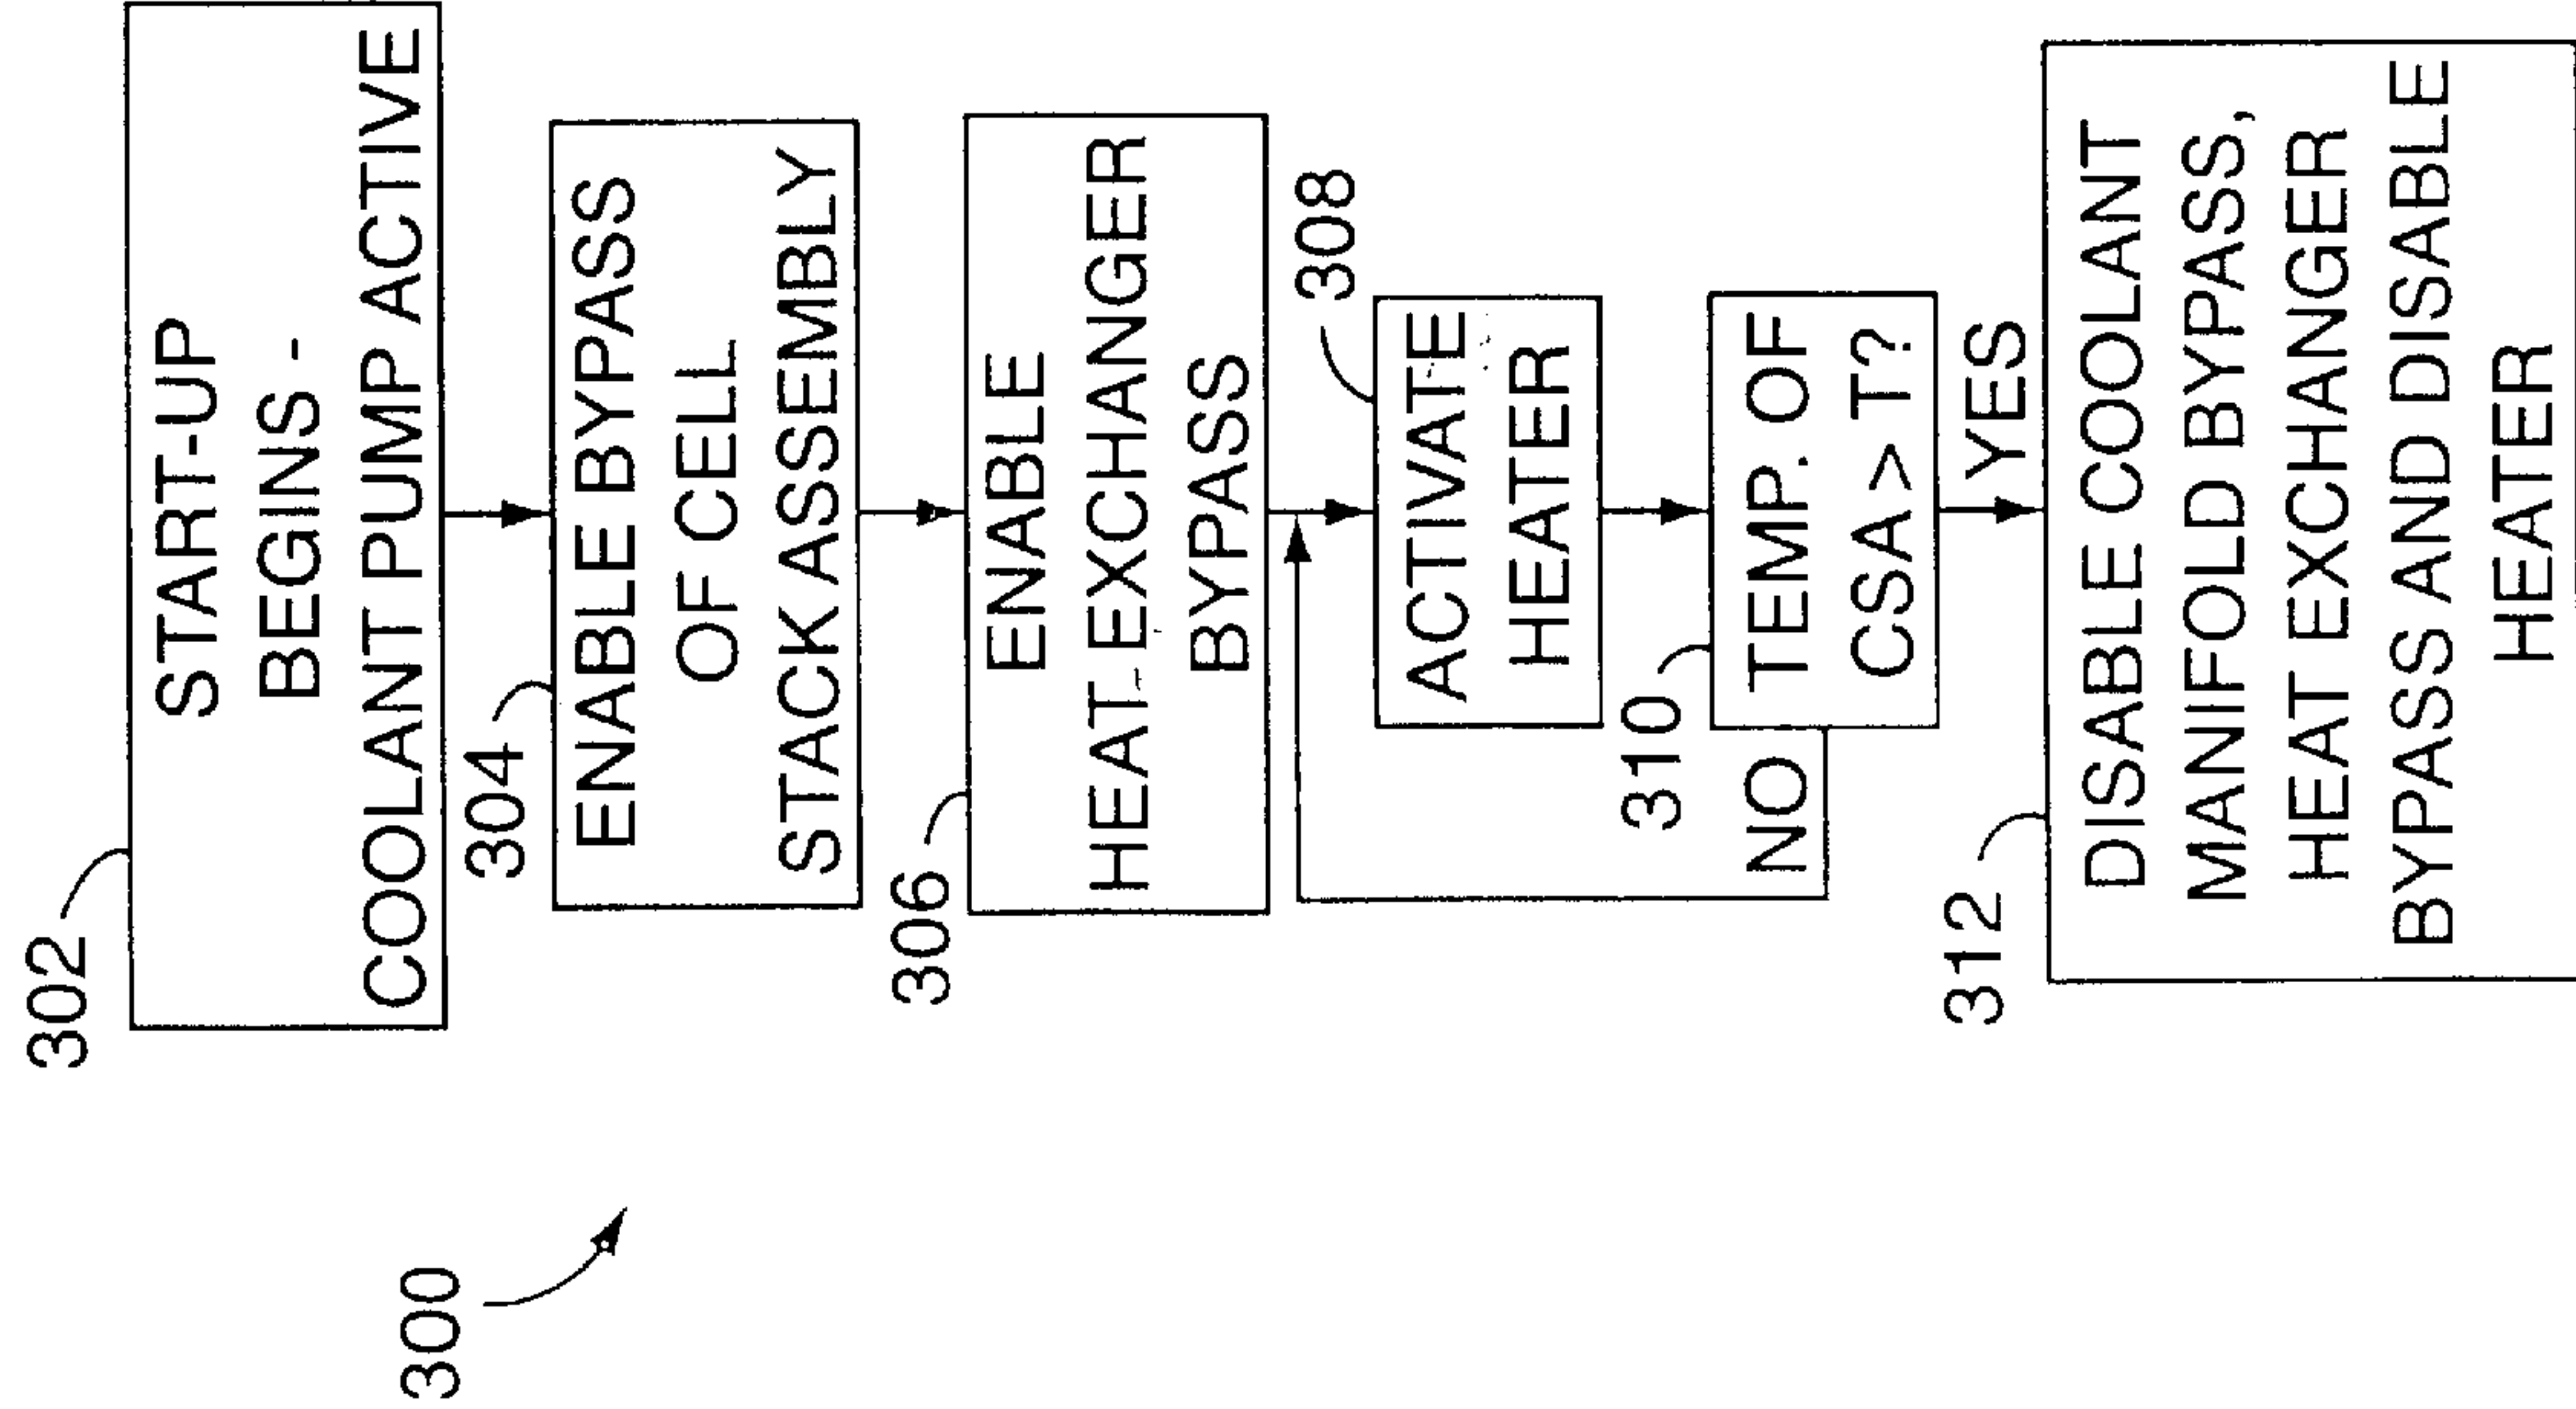 300
302
START-UP
BEGINS -
COOLANT PUMP ACTIVE
304
ENABLE BYPASS
OF CELL
STACK ASSEMBLY
306
ENABLE
HEAT EXCHANGER
BYPASS
308
ACTIVATE
HEATER
310
TEMP. OF
CSA > T?
NO
YES
312
DISABLE COOLANT
MANIFOLD BYPASS,
HEAT EXCHANGER
BYPASS AND DISABLE
HEATER